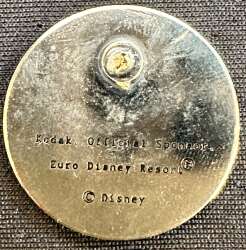 Kodak, Official Sponsor,
Euro Disney Resort®
© Disney